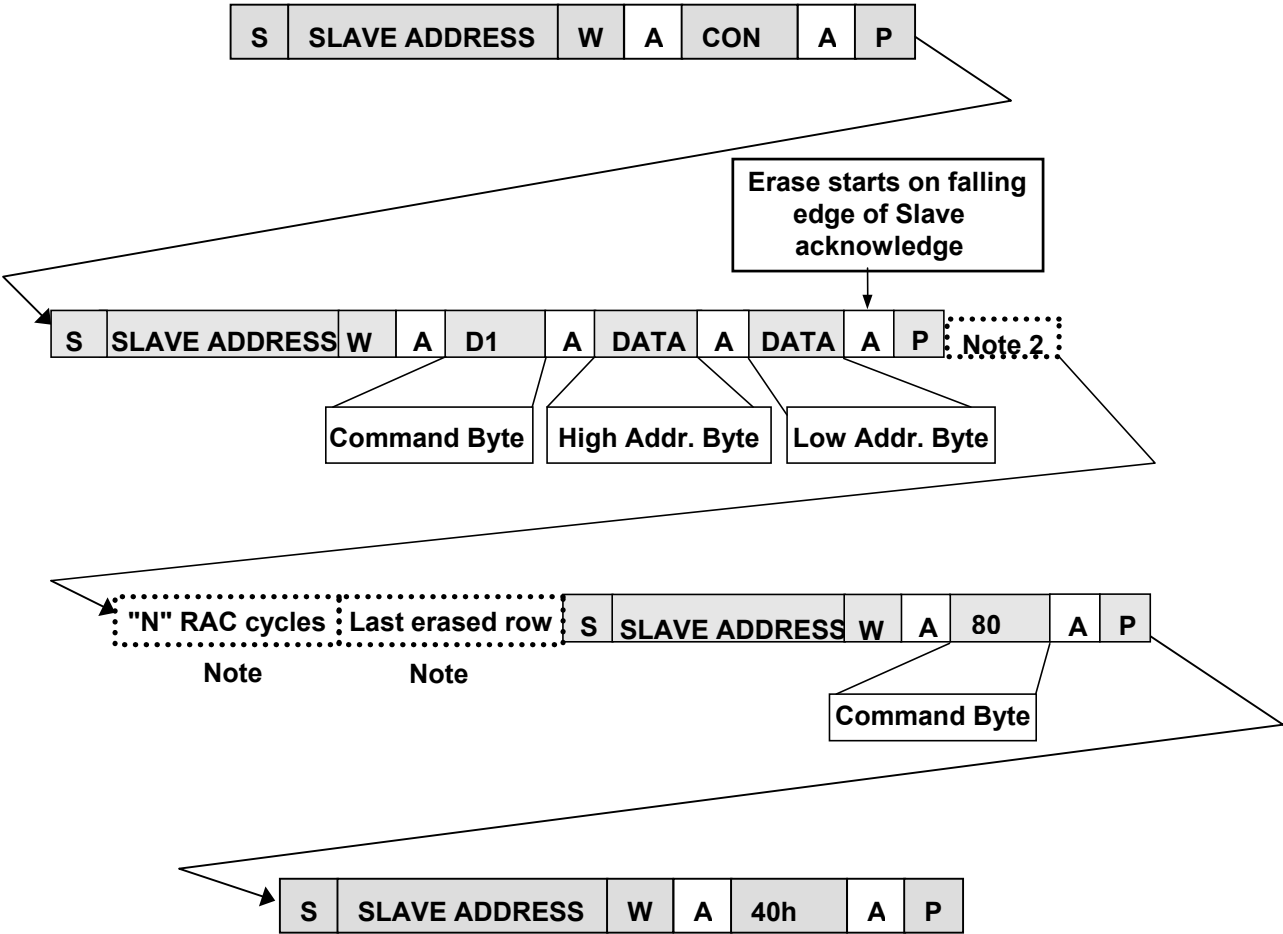 S SLAVE ADDRESS W A CON A P
Erase starts on falling
edge of Slave
acknowledge
S SLAVE ADDRESS W A D1 A DATA A DATA A P Note 2
Command Byte High Addr. Byte Low Addr. Byte
"N" RAC cycles Last erased row S SLAVE ADDRESS W A 80 A P
Note Note
Command Byte
S SLAVE ADDRESS W A 40h A P